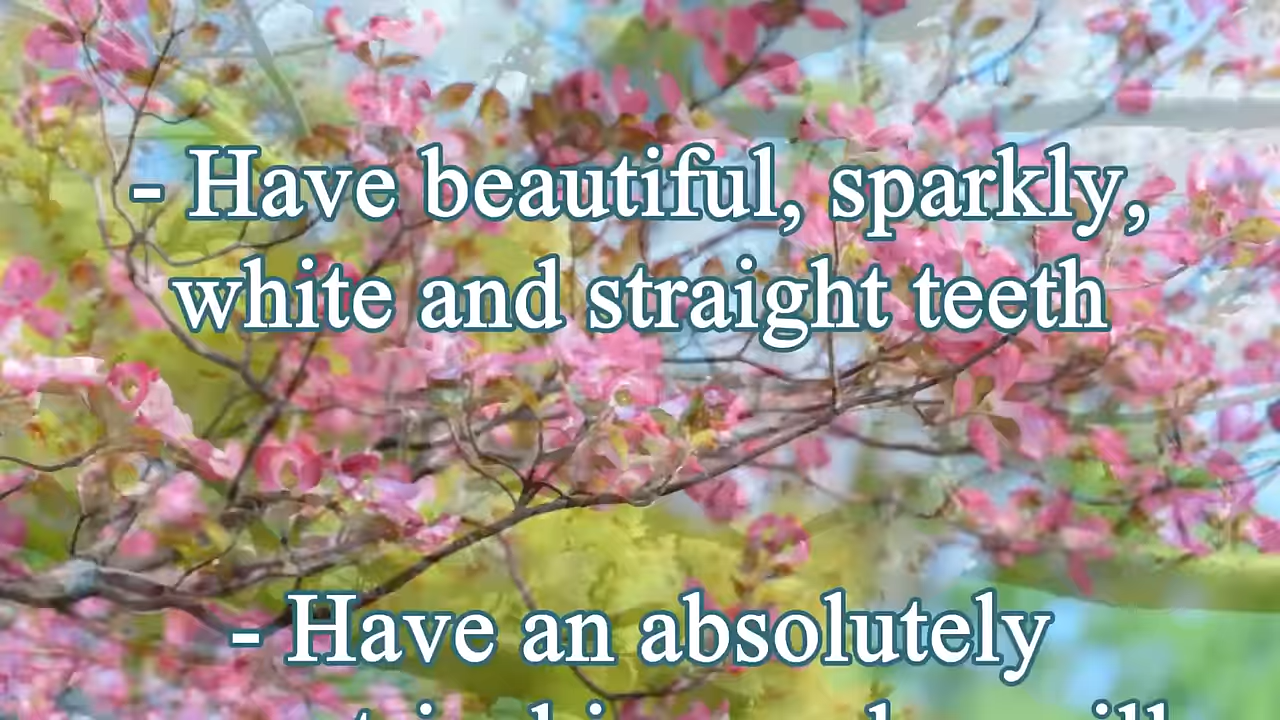 - Have beautiful, sparkly,
white and straight teeth
- Have an absolutely